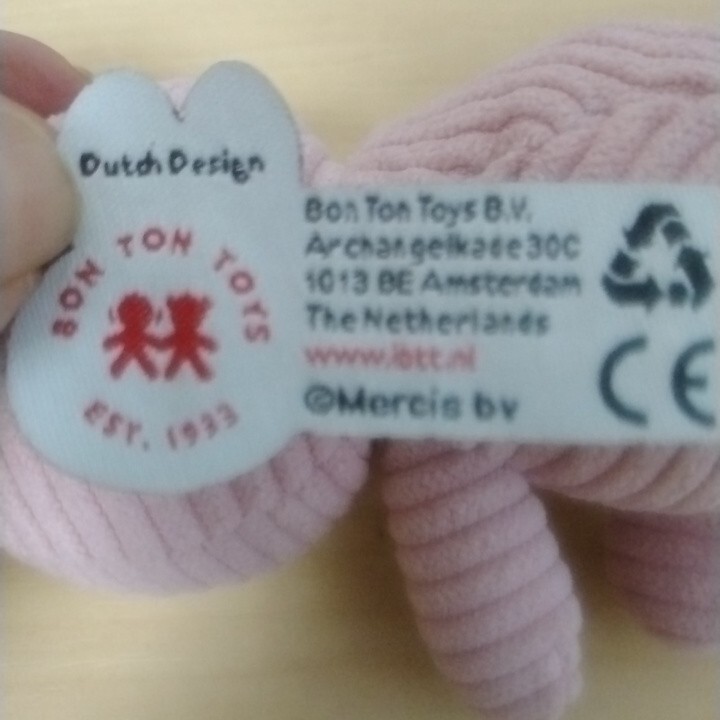 Dutch Design
BON TON TOYS
EST. 1933
Bon Ton Toys B.V.
Archangelkade 30C
1013 BE Amsterdam
The Netherlands
www.ibtt.nl
©Mercis bv
CE